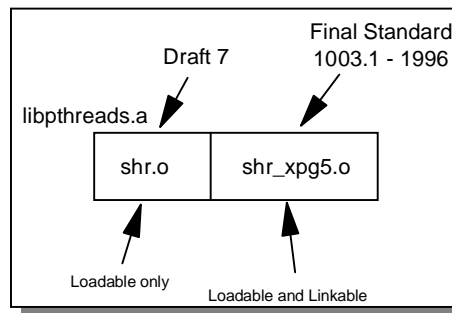 Final Standard
1003.1 - 1996
Draft 7
libpthreads.a
shr.o
shr_xpg5.o
Loadable only
Loadable and Linkable